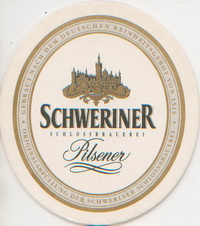 GEBRAUT NACH DEM DEUTSCHEN REINHEITSGEBOT VON 1516
SCHWERINER
SCHLOSSBRAUEREI
Pilsener
ORIGINALABFÜLLUNG DER SCHWERINER SCHLOSSBRAUEREI